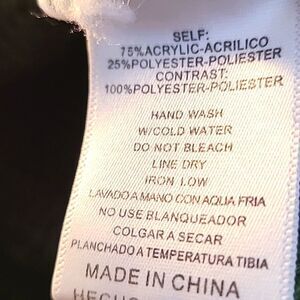 SELF:
75%ACRYLIC-ACRILICO
25%POLYESTER-POLIESTER
CONTRAST:
100%POLYESTER-POLIESTER
HAND WASH
W/COLD WATER
DO NOT BLEACH
LINE DRY
IRON LOW
LAVADO A MANO CON AQUA FRIA
NO USE BLANQUEADOR
COLGAR A SECAR
PLANCHADO A TEMPERATURA TIBIA
MADE IN CHINA